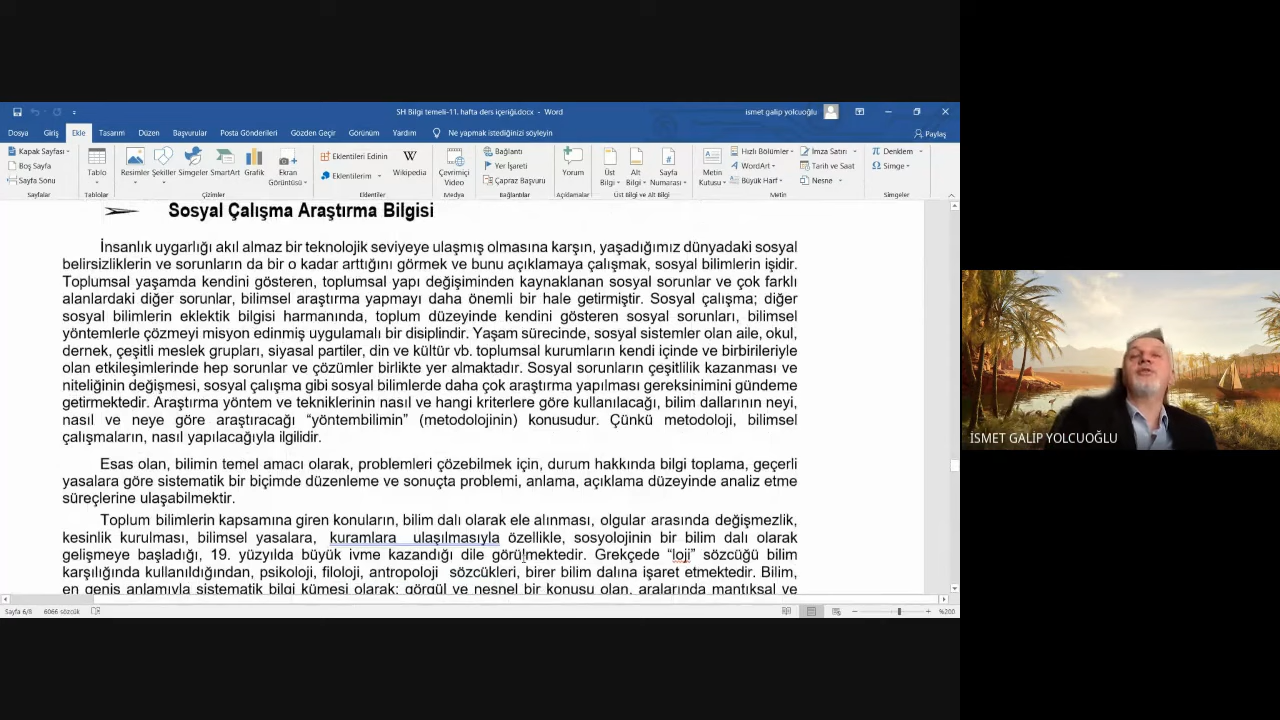 SH Bilgi temeli-11. hafta ders içeriği.docx - Word
ismet galip yolcuoğlu
Dosya Giriş Ekle Tasarım Düzen Başvurular Posta Gönderileri Gözden Geçir Görünüm Yardım Ne yapmak istediğinizi söyleyin
Paylaş
Kapak Sayfası
Boş Sayfa
Sayfa Sonu
Sayfalar
Tablo
Tablolar
Resimler Şekiller Simgeler SmartArt Grafik Ekran Görüntüsü
Çizimler
Eklentileri Edinin
Eklentilerim
Wikipedia
Eklentiler
Çevrimiçi Video
Medya
Bağlantı
Yer İşareti
Çapraz Başvuru
Bağlantılar
Yorum
Açıklamalar
Üst Bilgi Alt Bilgi Sayfa Numarası
Üst Bilgi ve Alt Bilgi
Metin Kutusu
Hızlı Bölümler
WordArt
Büyük Harf
İmza Satırı
Tarih ve Saat
Nesne
Metin
Denklem
Simge
Simgeler
Sosyal Çalışma Araştırma Bilgisi
İnsanlık uygarlığı akıl almaz bir teknolojik seviyeye ulaşmış olmasına karşın, yaşadığımız dünyadaki sosyal
belirsizliklerin ve sorunların da bir o kadar arttığını görmek ve bunu açıklamaya çalışmak, sosyal bilimlerin işidir.
Toplumsal yaşamda kendini gösteren, toplumsal yapı değişiminden kaynaklanan sosyal sorunlar ve çok farklı
alanlardaki diğer sorunlar, bilimsel araştırma yapmayı daha önemli bir hale getirmiştir. Sosyal çalışma; diğer
sosyal bilimlerin eklektik bilgisi harmanında, toplum düzeyinde kendini gösteren sosyal sorunları, bilimsel
yöntemlerle çözmeyi misyon edinmiş uygulamalı bir disiplindir. Yaşam sürecinde, sosyal sistemler olan aile, okul,
dernek, çeşitli meslek grupları, siyasal partiler, din ve kültür vb. toplumsal kurumların kendi içinde ve birbirileriyle
olan etkileşimlerinde hep sorunlar ve çözümler birlikte yer almaktadır. Sosyal sorunların çeşitlilik kazanması ve
niteliğinin değişmesi, sosyal çalışma gibi sosyal bilimlerde daha çok araştırma yapılması gereksinimini gündeme
getirmektedir. Araştırma yöntem ve tekniklerinin nasıl ve hangi kriterlere göre kullanılacağı, bilim dallarının neyi,
nasıl ve neye göre araştıracağı “yöntembilimin” (metodolojinin) konusudur. Çünkü metodoloji, bilimsel
çalışmaların, nasıl yapılacağıyla ilgilidir.
Esas olan, bilimin temel amacı olarak, problemleri çözebilmek için, durum hakkında bilgi toplama, geçerli
yasalara göre sistematik bir biçimde düzenleme ve sonuçta problemi, anlama, açıklama düzeyinde analiz etme
süreçlerine ulaşabilmektir.
Toplum bilimlerin kapsamına giren konuların, bilim dalı olarak ele alınması, olgular arasında değişmezlik,
kesinlik kurulması, bilimsel yasalara, kuramlara ulaşılmasıyla özellikle, sosyolojinin bir bilim dalı olarak
gelişmeye başladığı, 19. yüzyılda büyük ivme kazandığı dile görülmektedir. Grekçede “loji” sözcüğü bilim
karşılığında kullanıldığından, psikoloji, filoloji, antropoloji sözcükleri, birer bilim dalına işaret etmektedir. Bilim,
en geniş anlamıyla sistematik bilgi kümesi olarak; görgül ve nesnel bir konusu olan, aralarında mantıksal ve
Sayfa 6/8 6066 sözcük
%200
İSMET GALİP YOLCUOĞLU